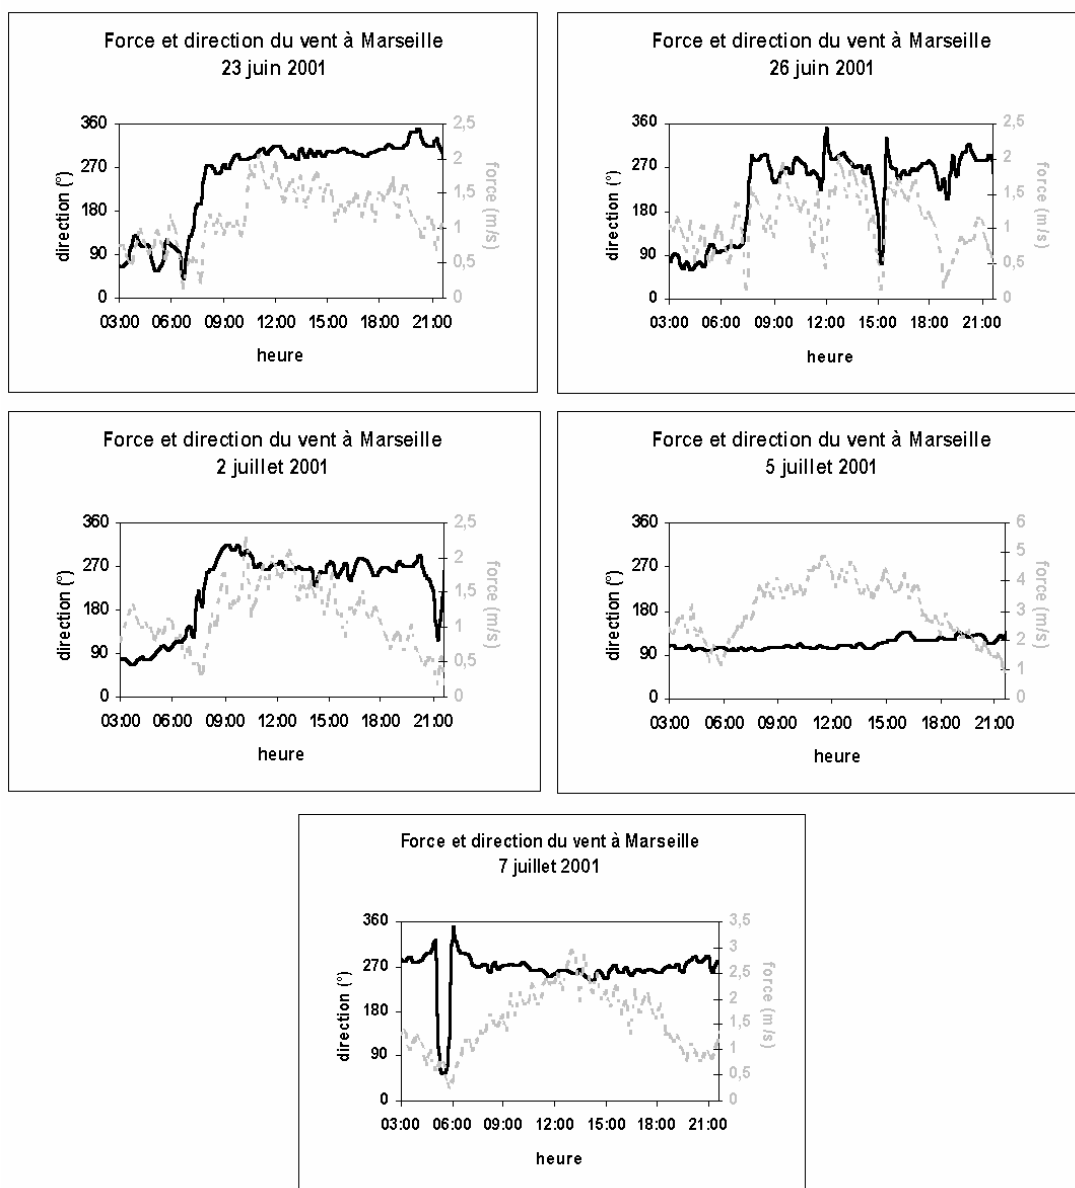 Force et direction du vent à Marseille
23 juin 2001
360
270
180
90
0
direction (°)
2,5
2
1,5
1
0,5
0
force (m/s)
03:00 06:00 09:00 12:00 15:00 18:00 21:00
heure
Force et direction du vent à Marseille
26 juin 2001
360
270
180
90
0
direction (°)
2,5
2
1,5
1
0,5
0
force (m/s)
03:00 06:00 09:00 12:00 15:00 18:00 21:00
heure
Force et direction du vent à Marseille
2 juillet 2001
360
270
180
90
0
direction (°)
2,5
2
1,5
1
0,5
0
force (m/s)
03:00 06:00 09:00 12:00 15:00 18:00 21:00
heure
Force et direction du vent à Marseille
5 juillet 2001
360
270
180
90
0
direction (°)
6
5
4
3
2
1
0
force (m/s)
03:00 06:00 09:00 12:00 15:00 18:00 21:00
heure
Force et direction du vent à Marseille
7 juillet 2001
360
270
180
90
0
direction (°)
3,5
3
2,5
2
1,5
1
0,5
0
force (m/s)
03:00 06:00 09:00 12:00 15:00 18:00 21:00
heure